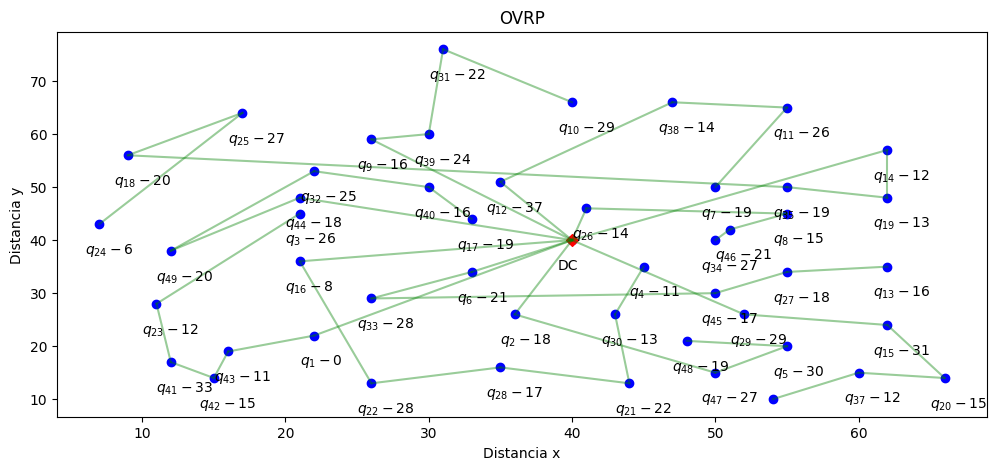 OVRP
Distancia y
70
60
50
40
30
20
10
q31 − 22
q10 − 29
q38 − 14
q11 − 26
q25 − 27
q9 − 16
q39 − 24
q18 − 20
q14 − 12
q32 − 25
q12 − 37
q40 − 16
q7 − 19
− 19
q19 − 13
q44 − 18
q24 − 6
q3 − 26
q26 − 14
q8 − 15
q17 − 19
q46 − 21
q49 − 20
DC
q34 − 27
q16 − 8
q6 − 21
q4 − 11
q27 − 18
q13 − 16
q23 − 12
q33 − 28
q45 − 17
q1 − 0
q2 − 18
q30 − 13
q29 − 29
q15 − 31
q41 − 33
q43 − 11
q48 − 19
q5 − 30
q42 − 15
q22 − 28
q28 − 17
q21 − 22
q47 − 27
q37 − 12
q20 − 15
10
20
30
40
50
60
Distancia x